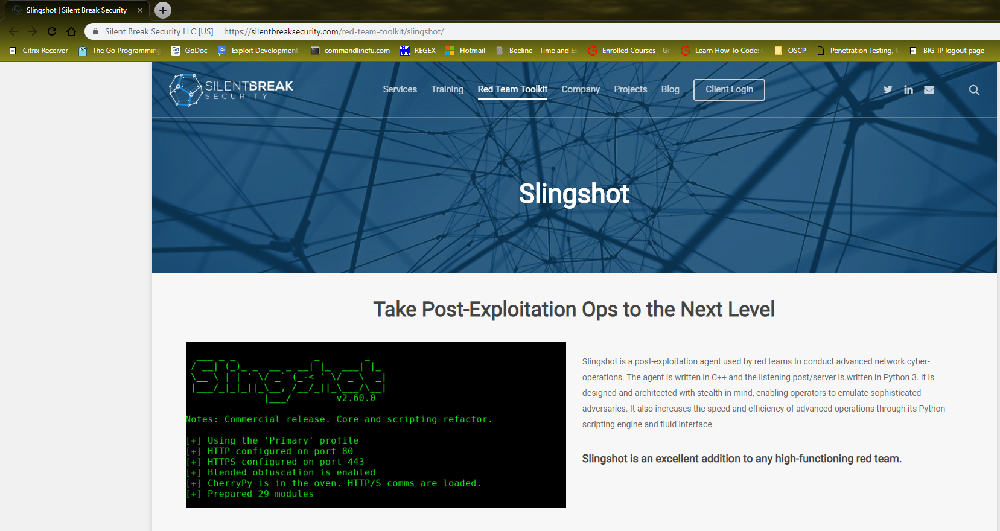 Slingshot | Silent Break Security
Silent Break Security LLC [US] | https://silentbreaksecurity.com/red-team-toolkit/slingshot/
Citrix Receiver The Go Programming GoDoc Exploit Development commandlinefu.com REGEX Hotmail Beeline - Time and Enrolled Courses - Learn How To Code: OSCP Penetration Testing, BIG-IP logout page
SILENTBREAK
SECURITY
Services Training Red Team Toolkit Company Projects Blog Client Login
Slingshot
Take Post-Exploitation Ops to the Next Level
Slingshot
v2.60.0
Notes: Commercial release. Core and scripting refactor.
[+] Using the 'Primary' profile
[+] HTTP configured on port 80
[+] HTTPS configured on port 443
[+] Blended obfuscation is enabled
[+] CherryPy is in the oven. HTTP/S comms are loaded.
[+] Prepared 29 modules
Slingshot is a post-exploitation agent used by red teams to conduct advanced network cyber-
operations. The agent is written in C++ and the listening post/server is written in Python 3. It is
designed and architected with stealth in mind, enabling operators to emulate sophisticated
adversaries. It also increases the speed and efficiency of advanced operations through its Python
scripting engine and fluid interface.
Slingshot is an excellent addition to any high-functioning red team.